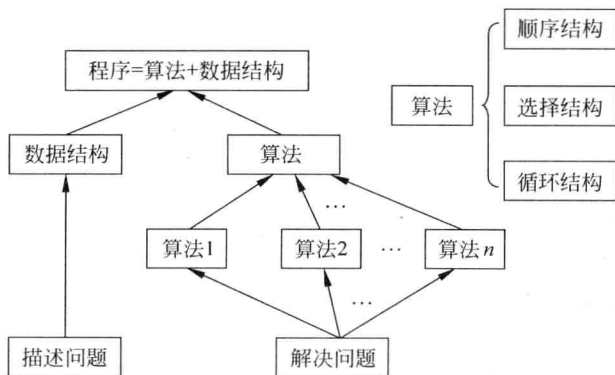 顺序结构
程序=算法+数据结构
算法
选择结构
数据结构
算法
循环结构
…
算法1
算法2
…
算法n
…
描述问题
解决问题